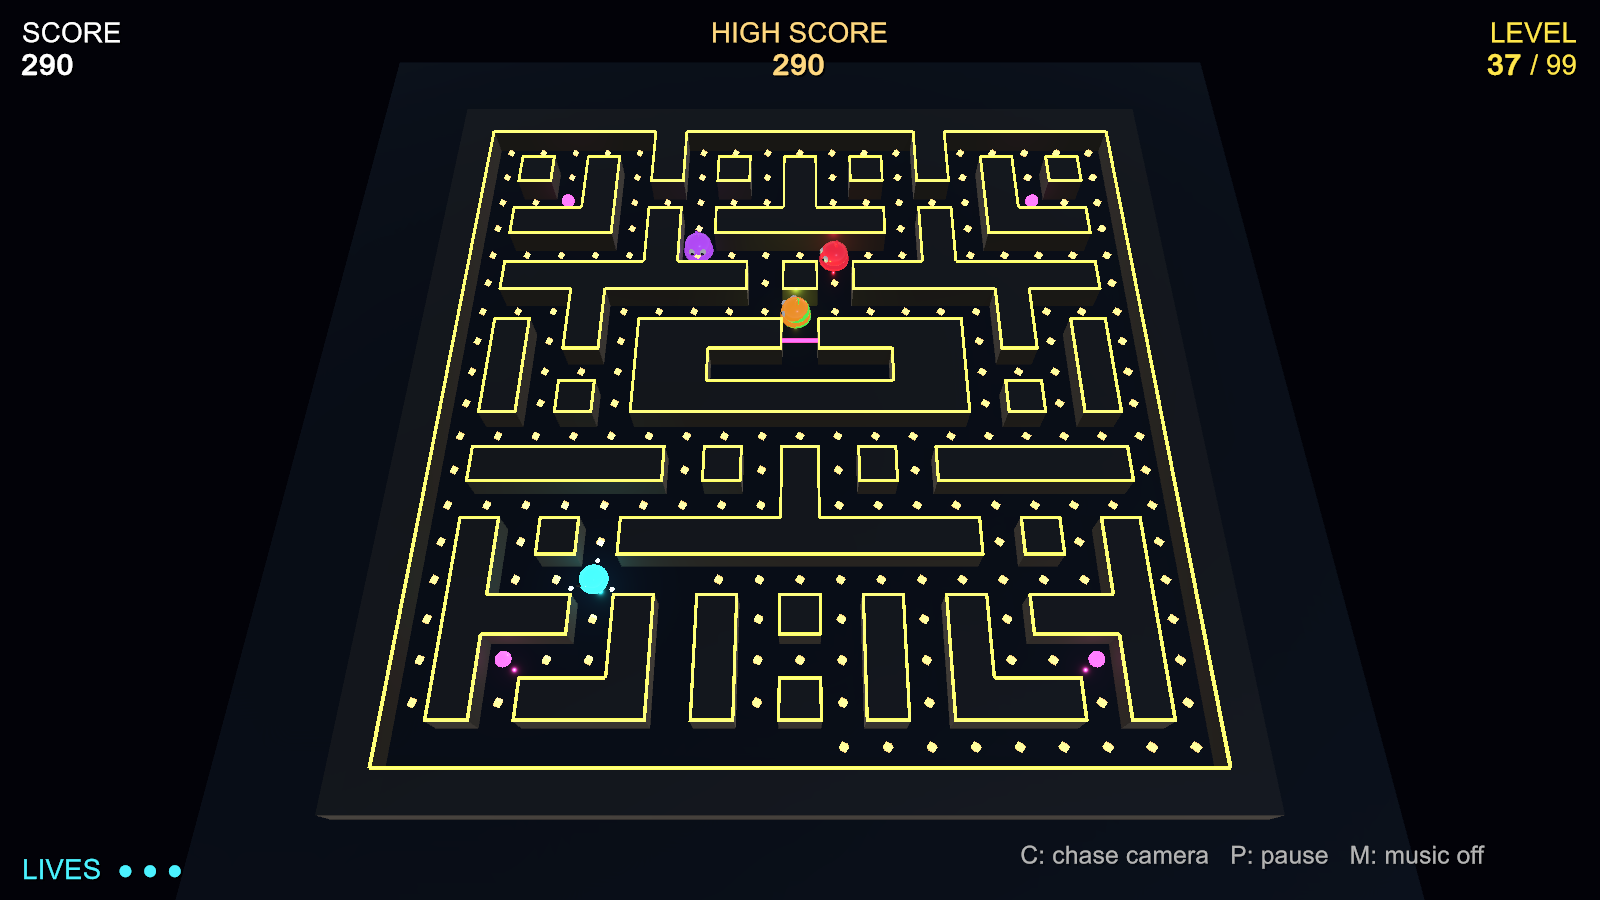 SCORE
290
HIGH SCORE
290
LEVEL
37 / 99
LIVES
C: chase camera P: pause M: music off